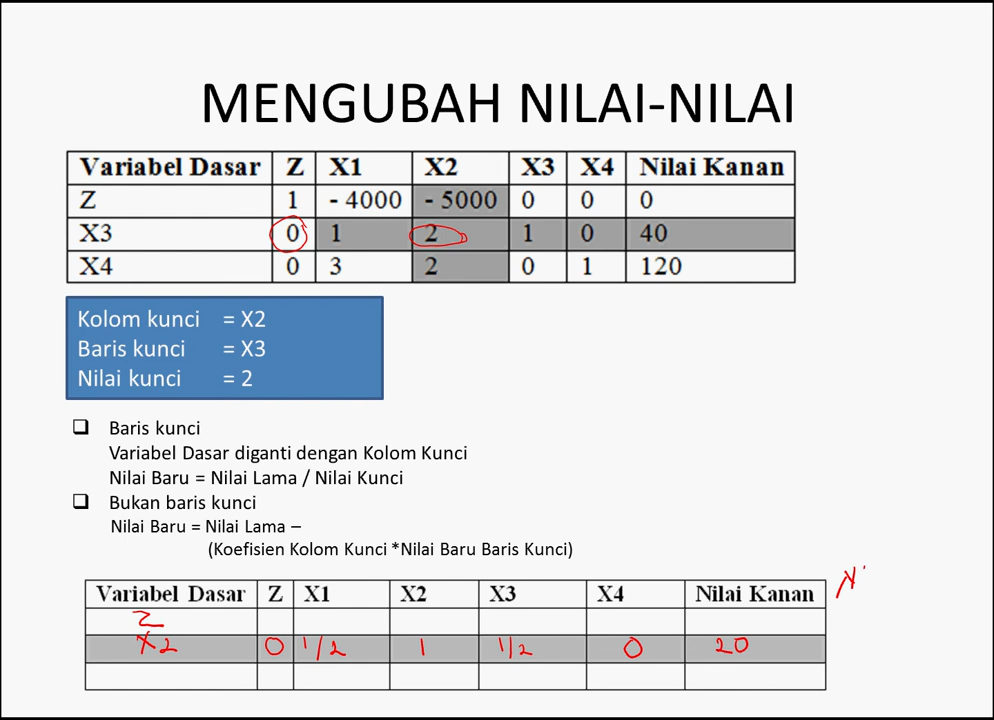 MENGUBAH NILAI-NILAI
Variabel Dasar Z X1 X2 X3 X4 Nilai Kanan
Z 1 - 4000 - 5000 0 0 0
X3 0 1 2 1 0 40
X4 0 3 2 0 1 120
Kolom kunci = X2
Baris kunci = X3
Nilai kunci = 2
Baris kunci
Variabel Dasar diganti dengan Kolom Kunci
Nilai Baru = Nilai Lama / Nilai Kunci
Bukan baris kunci
Nilai Baru = Nilai Lama –
(Koefisien Kolom Kunci *Nilai Baru Baris Kunci)
Variabel Dasar Z X1 X2 X3 X4 Nilai Kanan
Z
X2 0 1/2 1 1/2 0 20